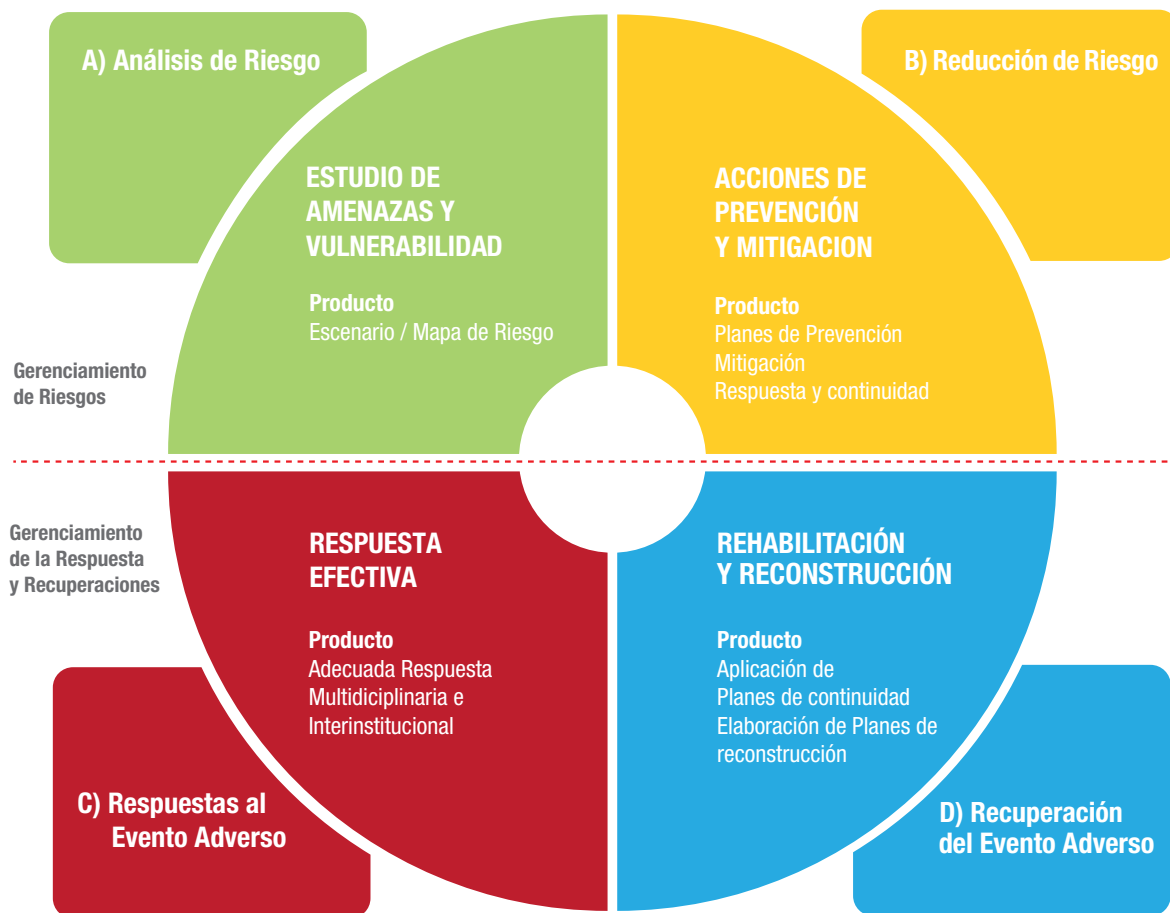 A) Análisis de Riesgo
B) Reducción de Riesgo
ESTUDIO DE
AMENAZAS Y
VULNERABILIDAD
Producto
Escenario / Mapa de Riesgo
ACCIONES DE
PREVENCIÓN
Y MITIGACION
Producto
Planes de Prevención
Mitigación
Respuesta y continuidad
Gerenciamiento
de Riesgos
Gerenciamiento
de la Respuesta
y Recuperaciones
RESPUESTA
EFECTIVA
Producto
Adecuada Respuesta
Multidiciplinaria e
Interinstitucional
REHABILITACIÓN
Y RECONSTRUCCIÓN
Producto
Aplicación de
Planes de continuidad
Elaboración de Planes de
reconstrucción
C) Respuestas al
Evento Adverso
D) Recuperación
del Evento Adverso